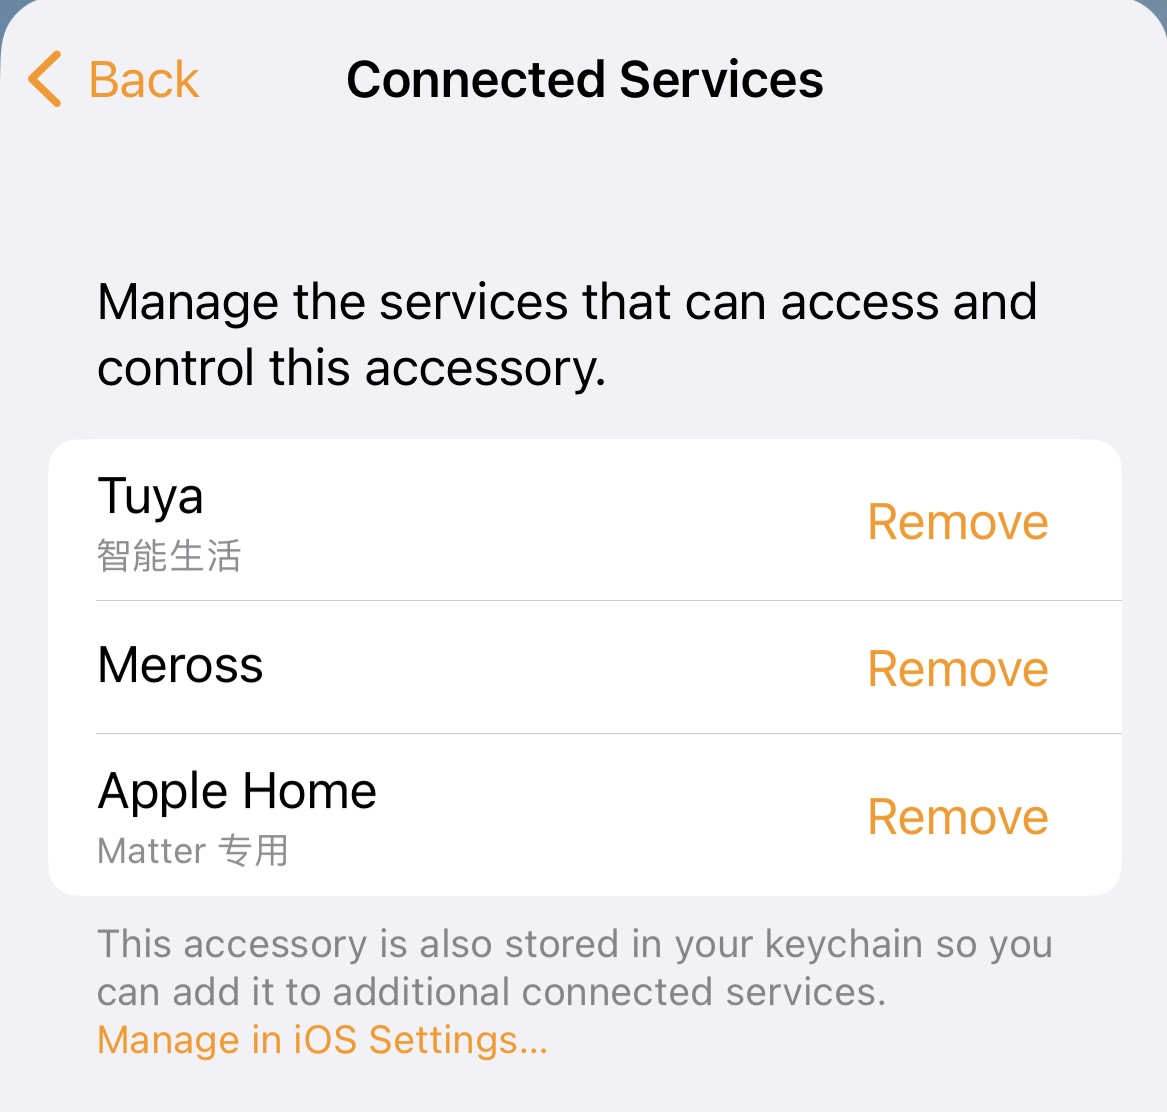 Back
Connected Services
Manage the services that can access and
control this accessory.
Tuya
智能生活
Remove
Meross
Remove
Apple Home
Matter 专用
Remove
This accessory is also stored in your keychain so you
can add it to additional connected services.
Manage in iOS Settings...